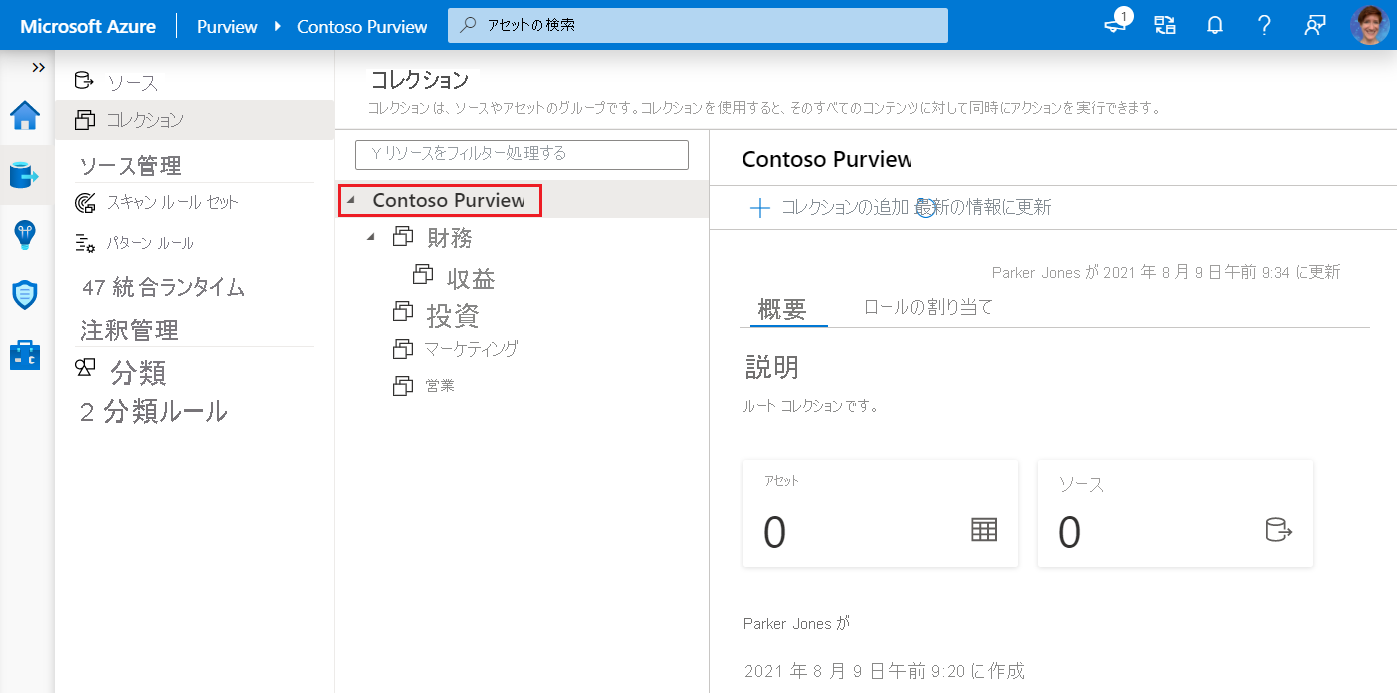 Microsoft Azure
Purview
Contoso Purview
アセットの検索
1
ソース
コレクション
ソース管理
スキャン ルール セット
パターン ルール
47 統合ランタイム
注釈管理
分類
2 分類ルール
コレクション
コレクションは、ソースやアセットのグループです。コレクションを使用すると、そのすべてのコンテンツに対して同時にアクションを実行できます。
Y リソースをフィルター処理する
Contoso Purview
財務
収益
投資
マーケティング
営業
Contoso Purview
コレクションの追加 最新の情報に更新
Parker Jones が 2021 年 8 月 9 日午前 9:34 に更新
概要
ロールの割り当て
説明
ルート コレクションです。
アセット
0
ソース
0
Parker Jones が
2021 年 8 月 9 日午前 9:20 に作成